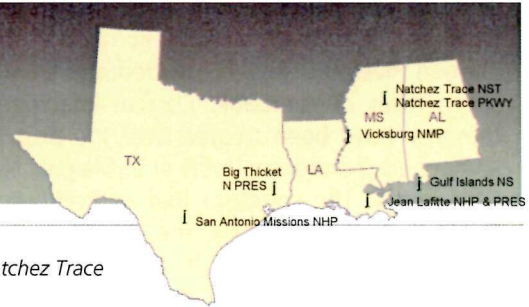 Natchez Trace NST
Natchez Trace PKWY
MS
AL
Vicksburg NMP
TX
Big Thicket
N PRES
LA
Gulf Islands NS
Jean Lafitte NHP & PRES
San Antonio Missions NHP
tchez Trace